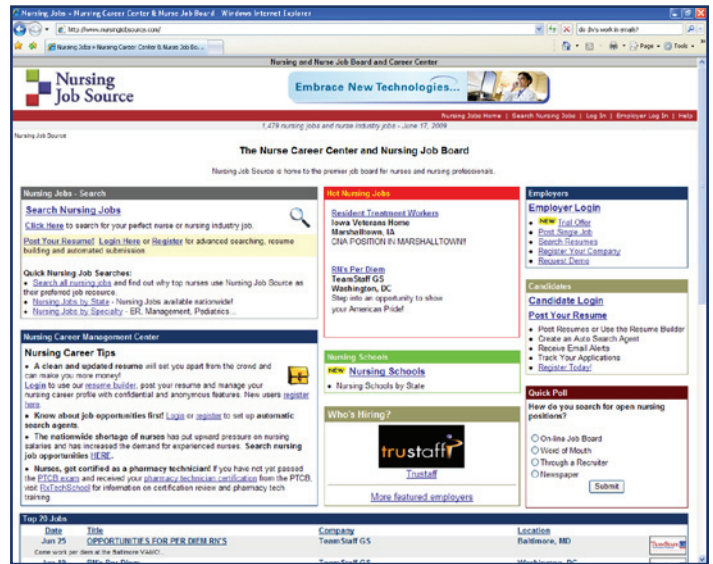 Nursing Jobs - Nursing Career Center & Nurse Job Board - Windows Internet Explorer
http://www.nursingjobsource.com/
do jhv's work in email?
Nursing Jobs - Nursing Career Center & Nurse Job Bo...
Page
Tools
Nursing and Nurse Job Board and Career Center
Nursing
Job Source
Embrace New Technologies...
Nursing Jobs Home | Search Nursing Jobs | Log In | Employer Log In | Help
1,479 nursing jobs and nurse industry jobs - June 17, 2009
Nursing Job Source
The Nurse Career Center and Nursing Job Board
Nursing Job Source is home to the premier job board for nurses and nursing professionals.
Nursing Jobs - Search
Search Nursing Jobs
Click Here to search for your perfect nurse or nursing industry job.
Post Your Resume! Login Here or Register for advanced searching, resume
building and automated submission.
Quick Nursing Job Searches:
• Search all nursing jobs and find out why top nurses use Nursing Job Source as
their preferred job resource.
• Nursing Jobs by State - Nursing Jobs available nationwide!
• Nursing Jobs by Specialty - ER, Management, Pediatrics...
Nursing Career Management Center
Nursing Career Tips
• A clean and updated resume will set you apart from the crowd and
can make you more money!
Login to use our resume builder, post your resume and manage your
nursing career profile with confidential and anonymous features. New users register
here
• Know about job opportunities first! Login or register to set up automatic
search agents.
• The nationwide shortage of nurses has put upward pressure on nursing
salaries and has increased the demand for experienced nurses. Search nursing
job opportunities HERE.
• Nurses, get certified as a pharmacy technician! If you have not yet passed
the PTCB exam and received your pharmacy technician certification from the PTCB,
visit RxTechSchool for information on certification review and pharmacy tech
training.
Hot Nursing Jobs
Resident Treatment Workers
Iowa Veterans Home
Marshalltown, IA
CNA POSITION IN MARSHALLTOWN!!
RN's Per Diem
TeamStaff GS
Washington, DC
Step into an opportunity to show
your American Pride!
Nursing Schools
NEW Nursing Schools
• Nursing Schools by State
Who's Hiring?
trustaff
Trustaff
More featured employers
Employers
Employer Login
• NEW Trial Offer
• Post Single Job
• Search Resumes
• Register Your Company
• Request Demo
Candidates
Candidate Login
Post Your Resume
• Post Resumes or Use the Resume Builder
• Create an Auto Search Agent
• Receive Email Alerts
• Track Your Applications
• Register Today!
Quick Poll
How do you search for open nursing
positions?
On-line Job Board
Word of Mouth
Through a Recruiter
Newspaper
Submit
Top 20 Jobs
Date Title Company Location
Jun 25 OPPORTUNITIES FOR PER DIEM RN'S TeamStaff GS Baltimore, MD
Come work per diem at the Baltimore VAMC!...
RN's Per Diem TeamStaff GS Washington, DC